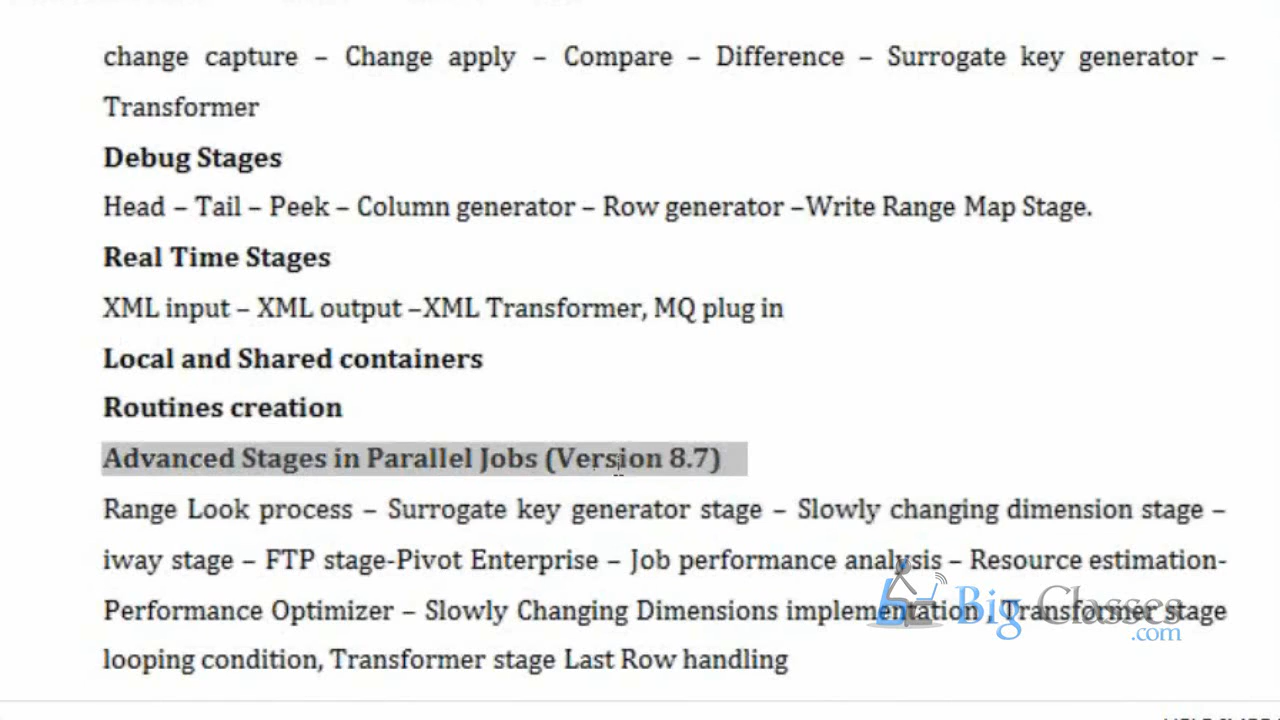 change capture – Change apply – Compare – Difference – Surrogate key generator –
Transformer
Debug Stages
Head – Tail – Peek – Column generator – Row generator –Write Range Map Stage.
Real Time Stages
XML input – XML output –XML Transformer, MQ plug in
Local and Shared containers
Routines creation
Advanced Stages in Parallel Jobs (Version 8.7)
Range Look process – Surrogate key generator stage – Slowly changing dimension stage –
iway stage – FTP stage-Pivot Enterprise – Job performance analysis – Resource estimation-
Performance Optimizer – Slowly Changing Dimensions implementation , Transformer stage
looping condition, Transformer stage Last Row handling
Big Classes
.com